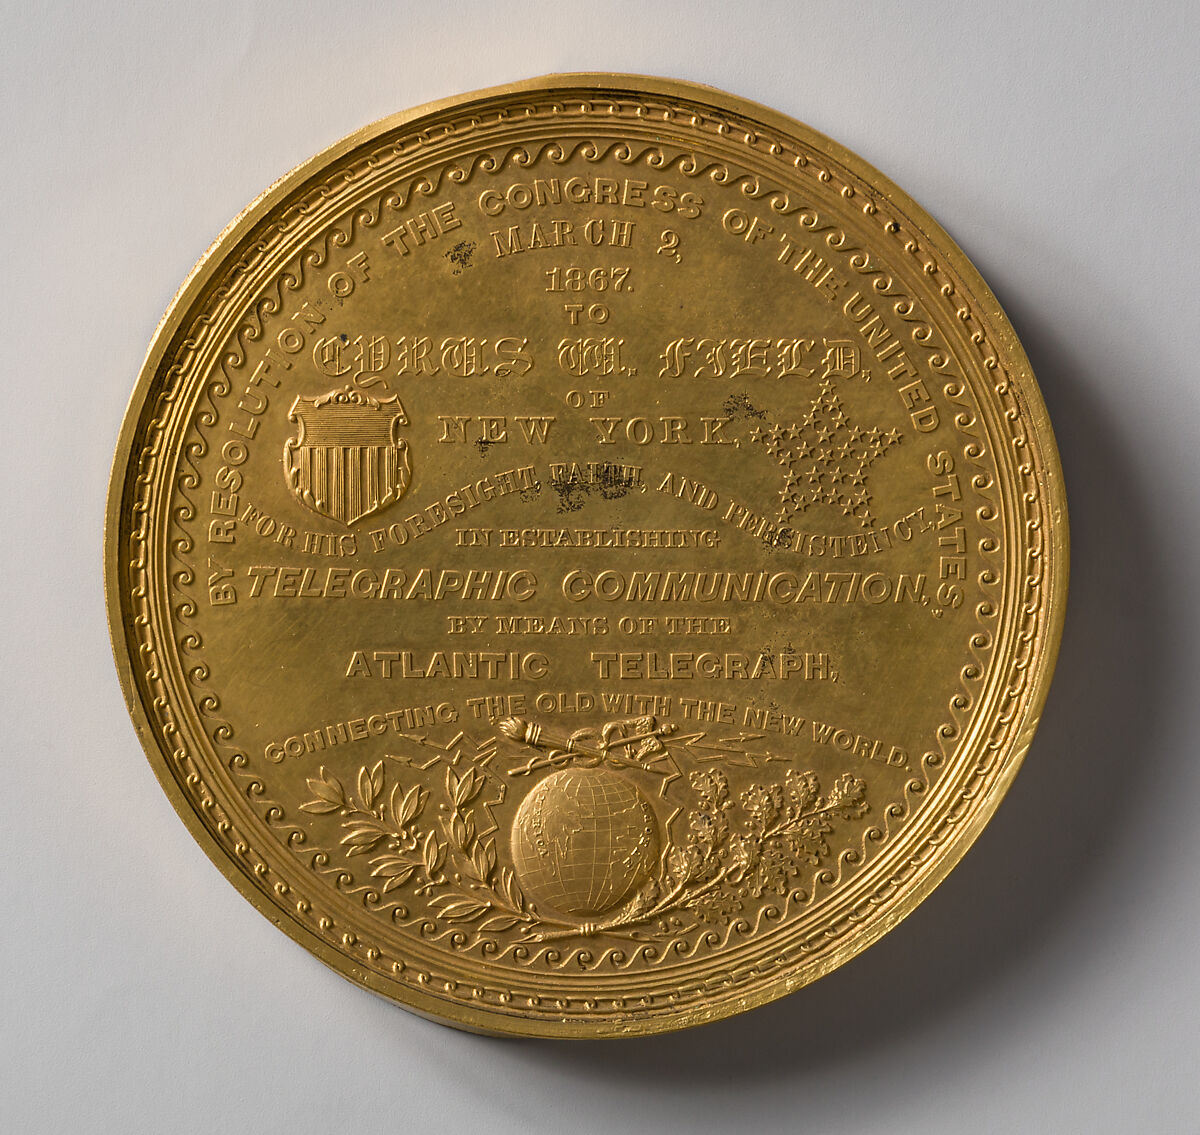 BY RESOLUTION OF THE CONGRESS OF THE UNITED STATES,
MARCH 2,
1867.
TO
CYRUS W. FIELD,
OF
NEW YORK,
FOR HIS FORESIGHT, FAITH, AND PERSISTENCY,
IN ESTABLISHING
TELEGRAPHIC COMMUNICATION,
BY MEANS OF THE
ATLANTIC TELEGRAPH,
CONNECTING THE OLD WITH THE NEW WORLD.